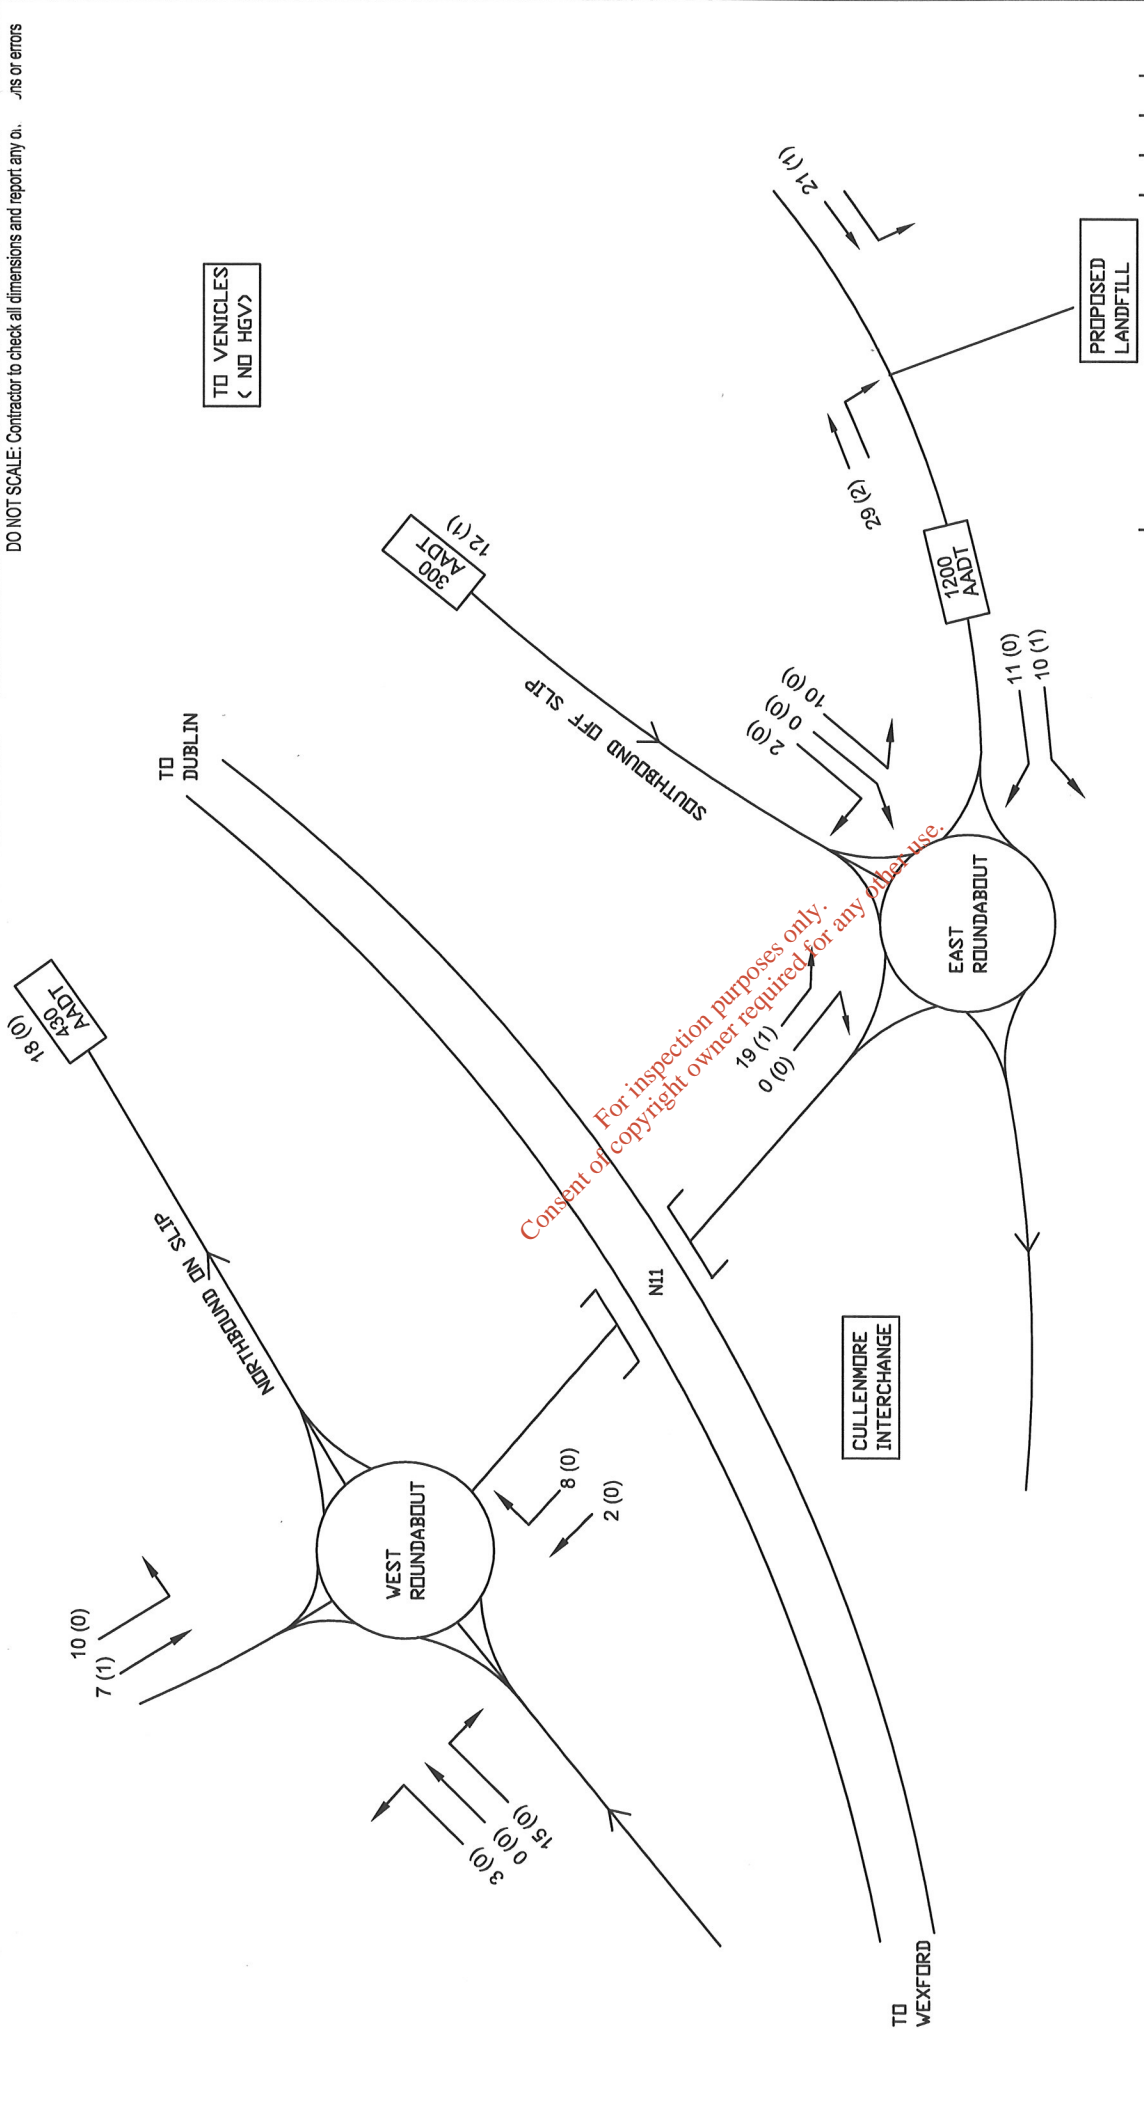 DO NOT SCALE: Contractor to check all dimensions and report any
ns or errors
TO VENICLES
( NO HGV)
TO
DUBLIN
18 (0)
430
AADT
NORTHBOUND ON SLIP
10 (0)
7 (1)
WEST
ROUNDABOUT
8 (0)
2 (0)
3 (0)
0 (0)
15 (0)
300
AADT
12 (1)
SOUTHBOUND OFF SLIP
2 (0)
0 (0)
10 (0)
21 (1)
29 (2)
PROPOSED
LANDFILL
1200
AADT
11 (0)
10 (1)
EAST
ROUNDABOUT
19 (1)
0 (0)
N11
CULLENMORE
INTERCHANGE
TO
WEXFORD
For inspection purposes only.
Consent of copyright owner required for any other use.